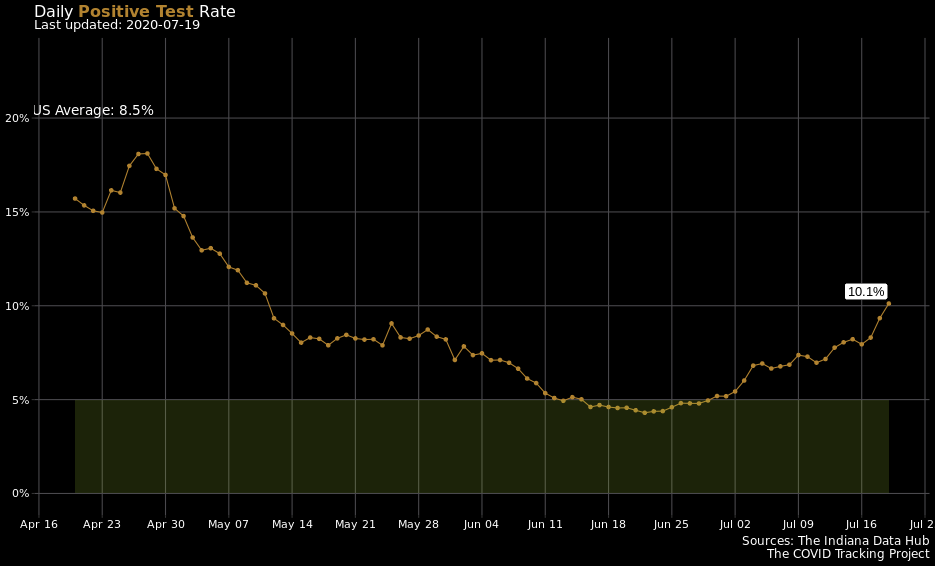 Daily Positive Test Rate
Last updated: 2020-07-19
US Average: 8.5%
20%
15%
10%
5%
0%
10.1%
Apr 16 Apr 23 Apr 30 May 07 May 14 May 21 May 28 Jun 04 Jun 11 Jun 18 Jun 25 Jul 02 Jul 09 Jul 16 Jul 2
Sources: The Indiana Data Hub
The COVID Tracking Project